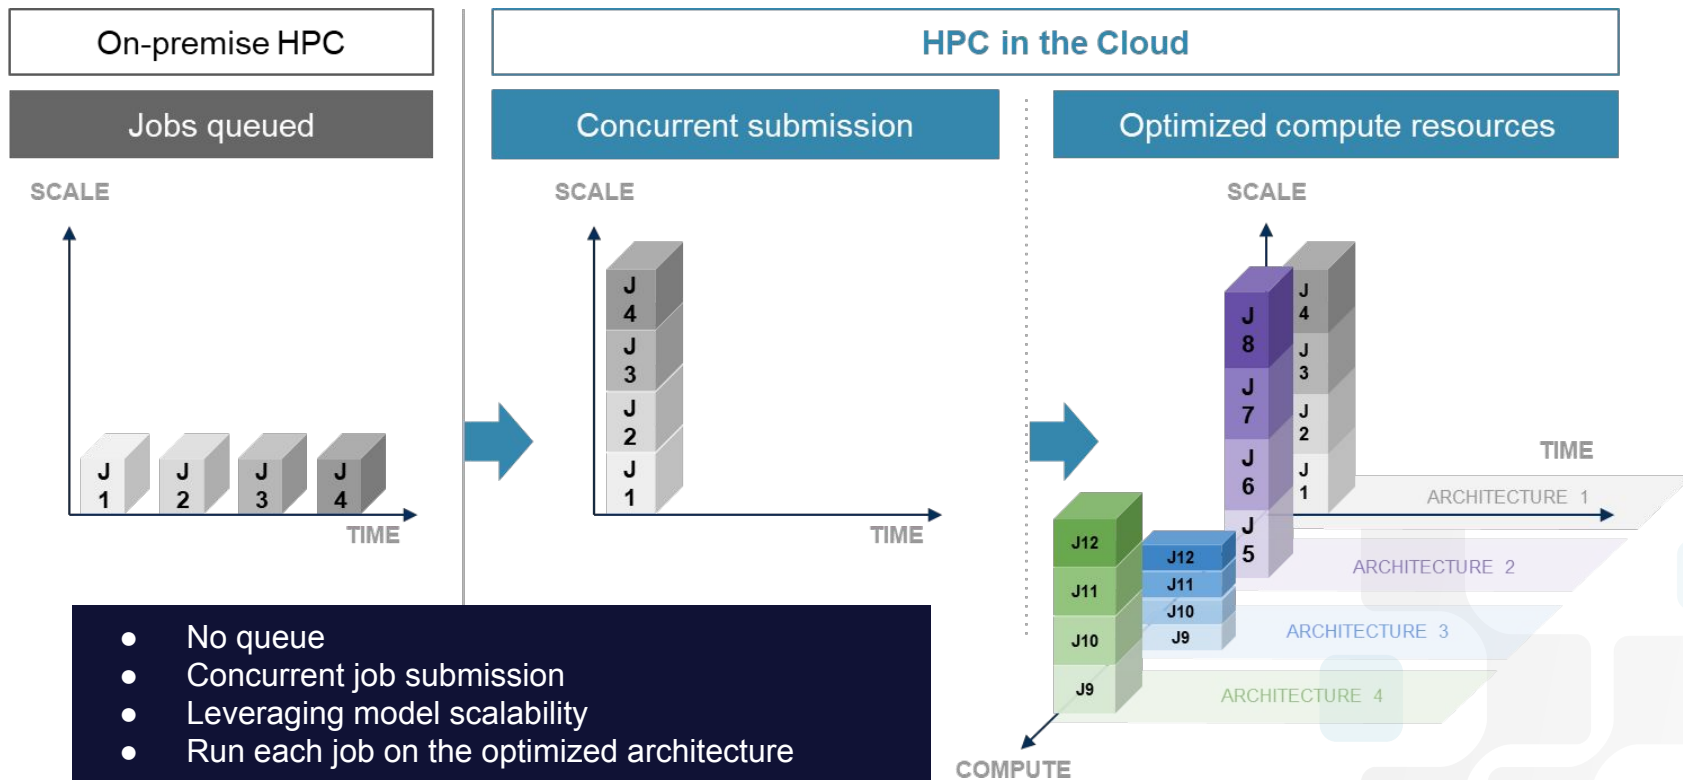 On-premise HPC
HPC in the Cloud
Jobs queued
Concurrent submission
Optimized compute resources
SCALE
J
1
J
2
J
3
J
4
TIME
SCALE
J
4
J
3
J
2
J
1
TIME
SCALE
J
8
J
7
J
6
J
5
J
4
J
3
J
2
J
1
TIME
ARCHITECTURE 1
ARCHITECTURE 2
ARCHITECTURE 3
ARCHITECTURE 4
J12
J11
J10
J9
J12
J11
J10
J9
COMPUTE
● No queue
● Concurrent job submission
● Leveraging model scalability
● Run each job on the optimized architecture